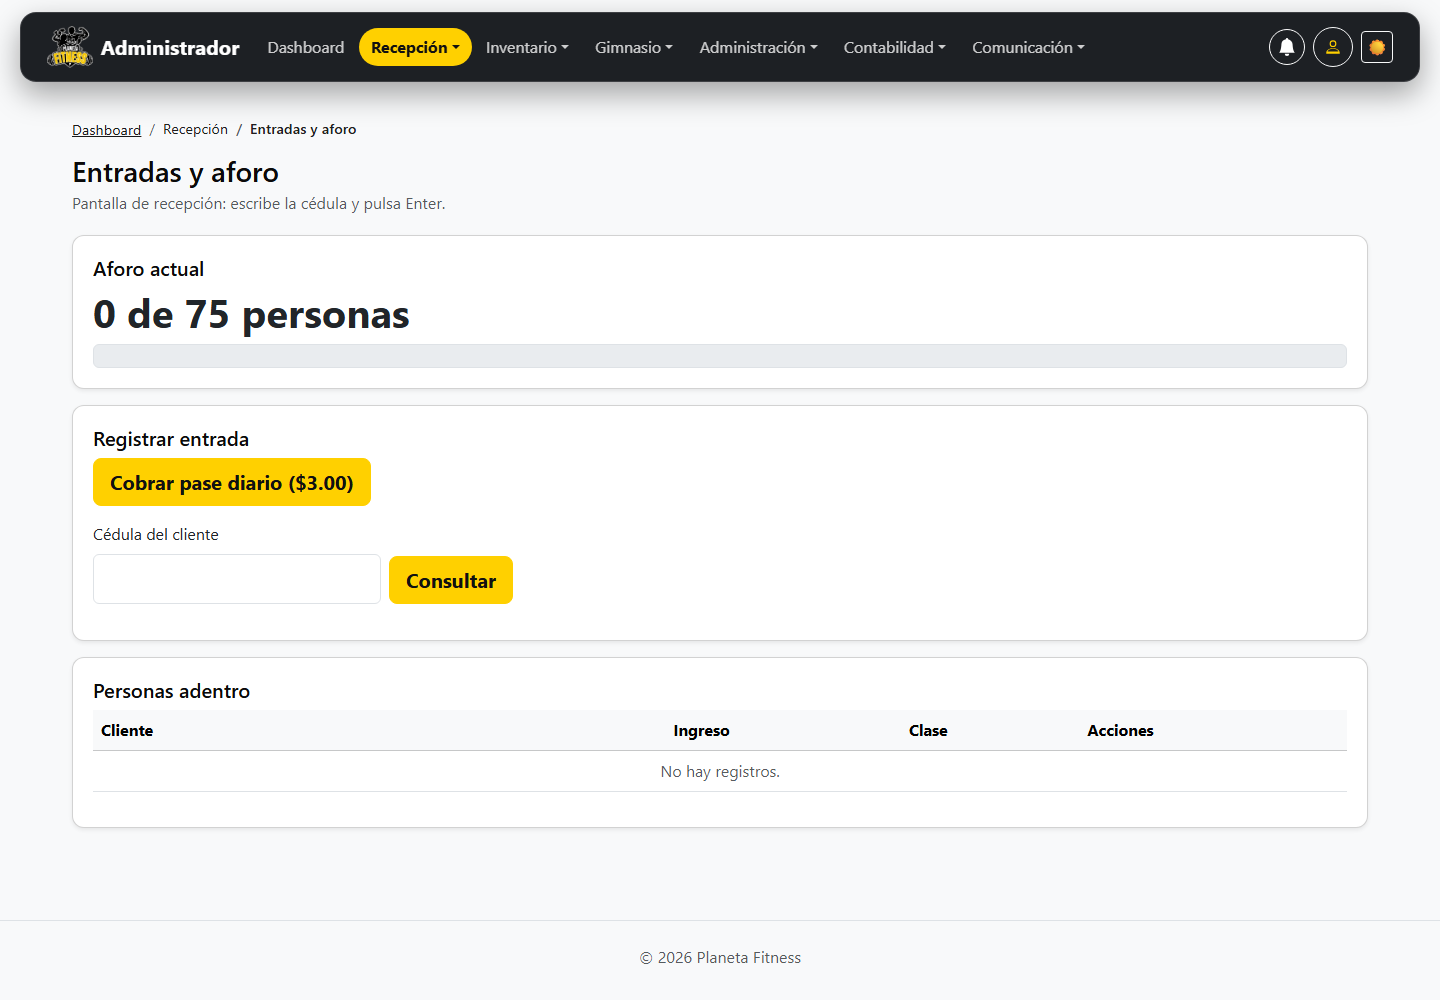 PLANETA
FITNESS
Administrador
Dashboard
Recepción
Inventario
Gimnasio
Administración
Contabilidad
Comunicación
Dashboard / Recepción / Entradas y aforo
Entradas y aforo
Pantalla de recepción: escribe la cédula y pulsa Enter.
Aforo actual
0 de 75 personas
Registrar entrada
Cobrar pase diario ($3.00)
Cédula del cliente
Consultar
Personas adentro
Cliente Ingreso Clase Acciones
No hay registros.
© 2026 Planeta Fitness